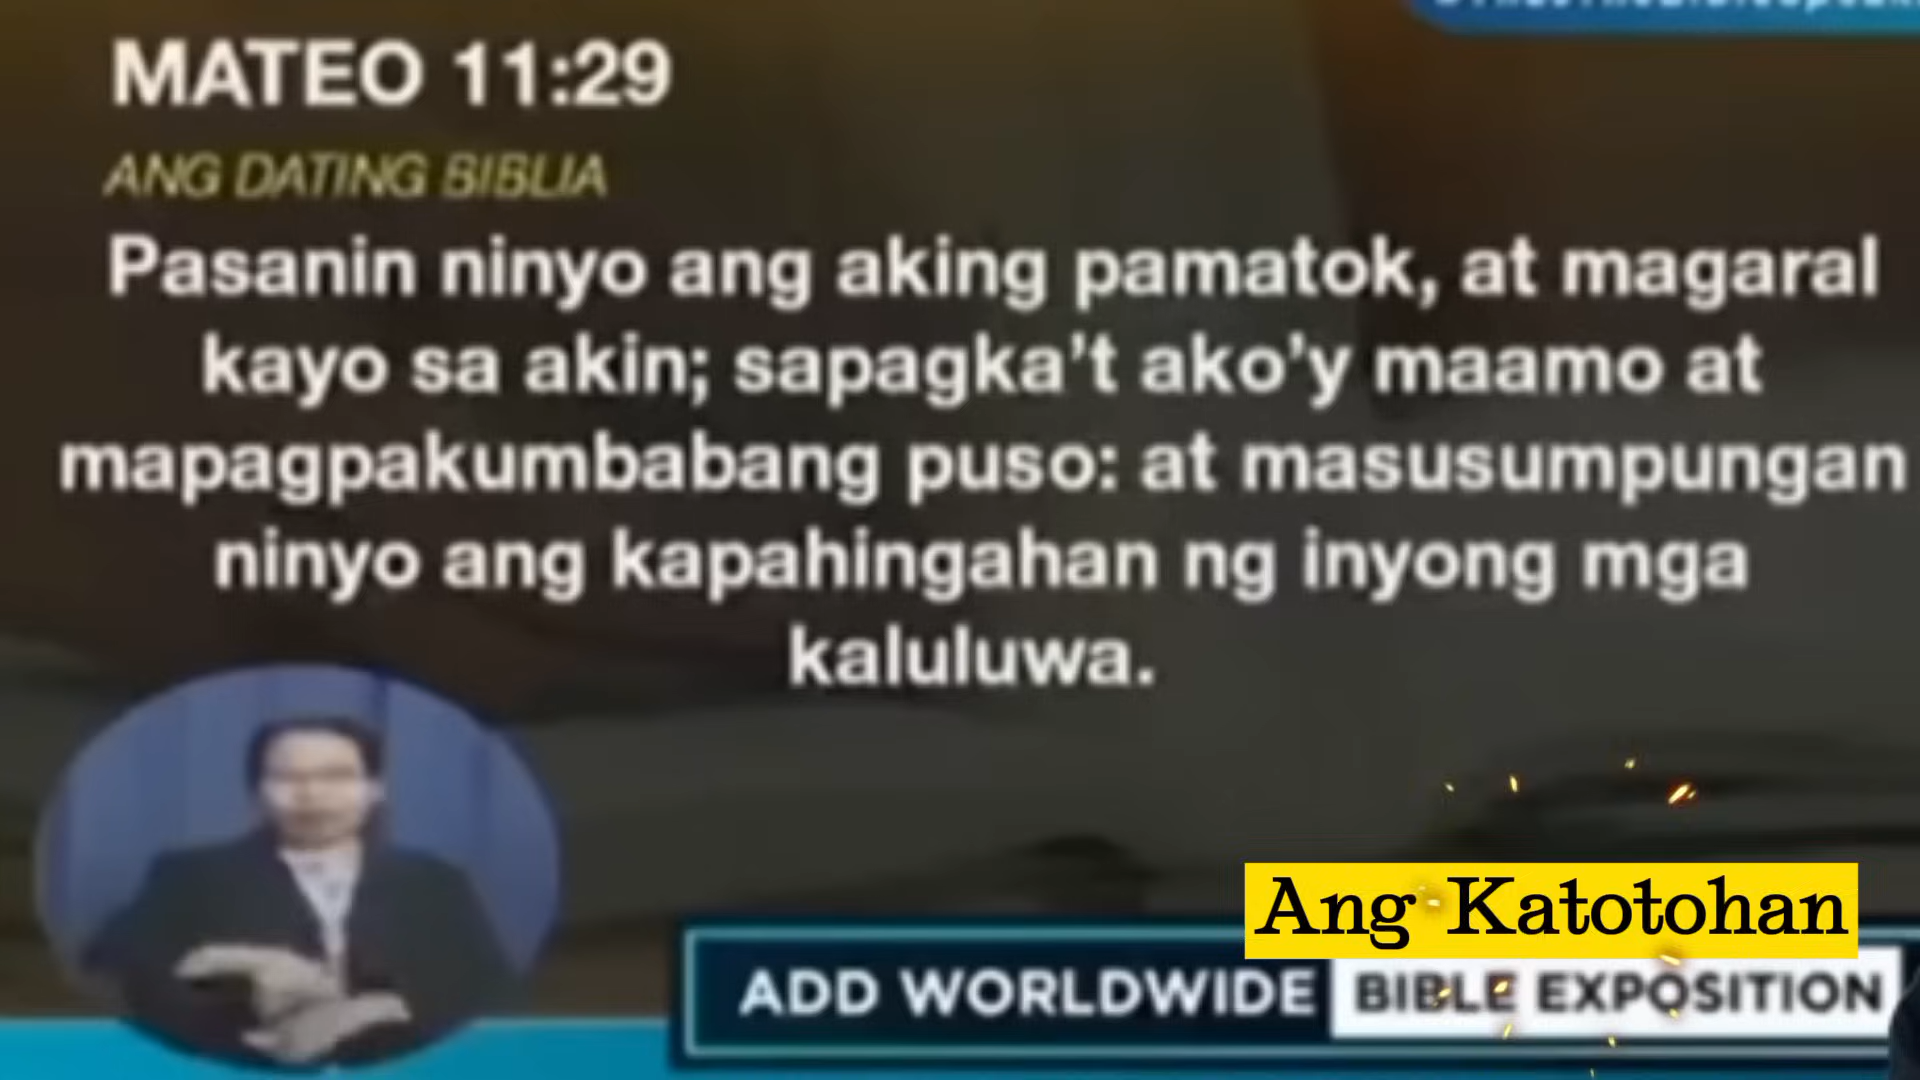 MATEO 11:29
ANG DATING BIBLIA
Pasanin ninyo ang aking pamatok, at magaral
kayo sa akin; sapagka't ako'y maamo at
mapagpakumbabang puso: at masusumpungan
ninyo ang kapahingahan ng inyong mga
kaluluwa.
Ang Katotohan
ADD WORLDWIDE BIBLE EXPOSITION